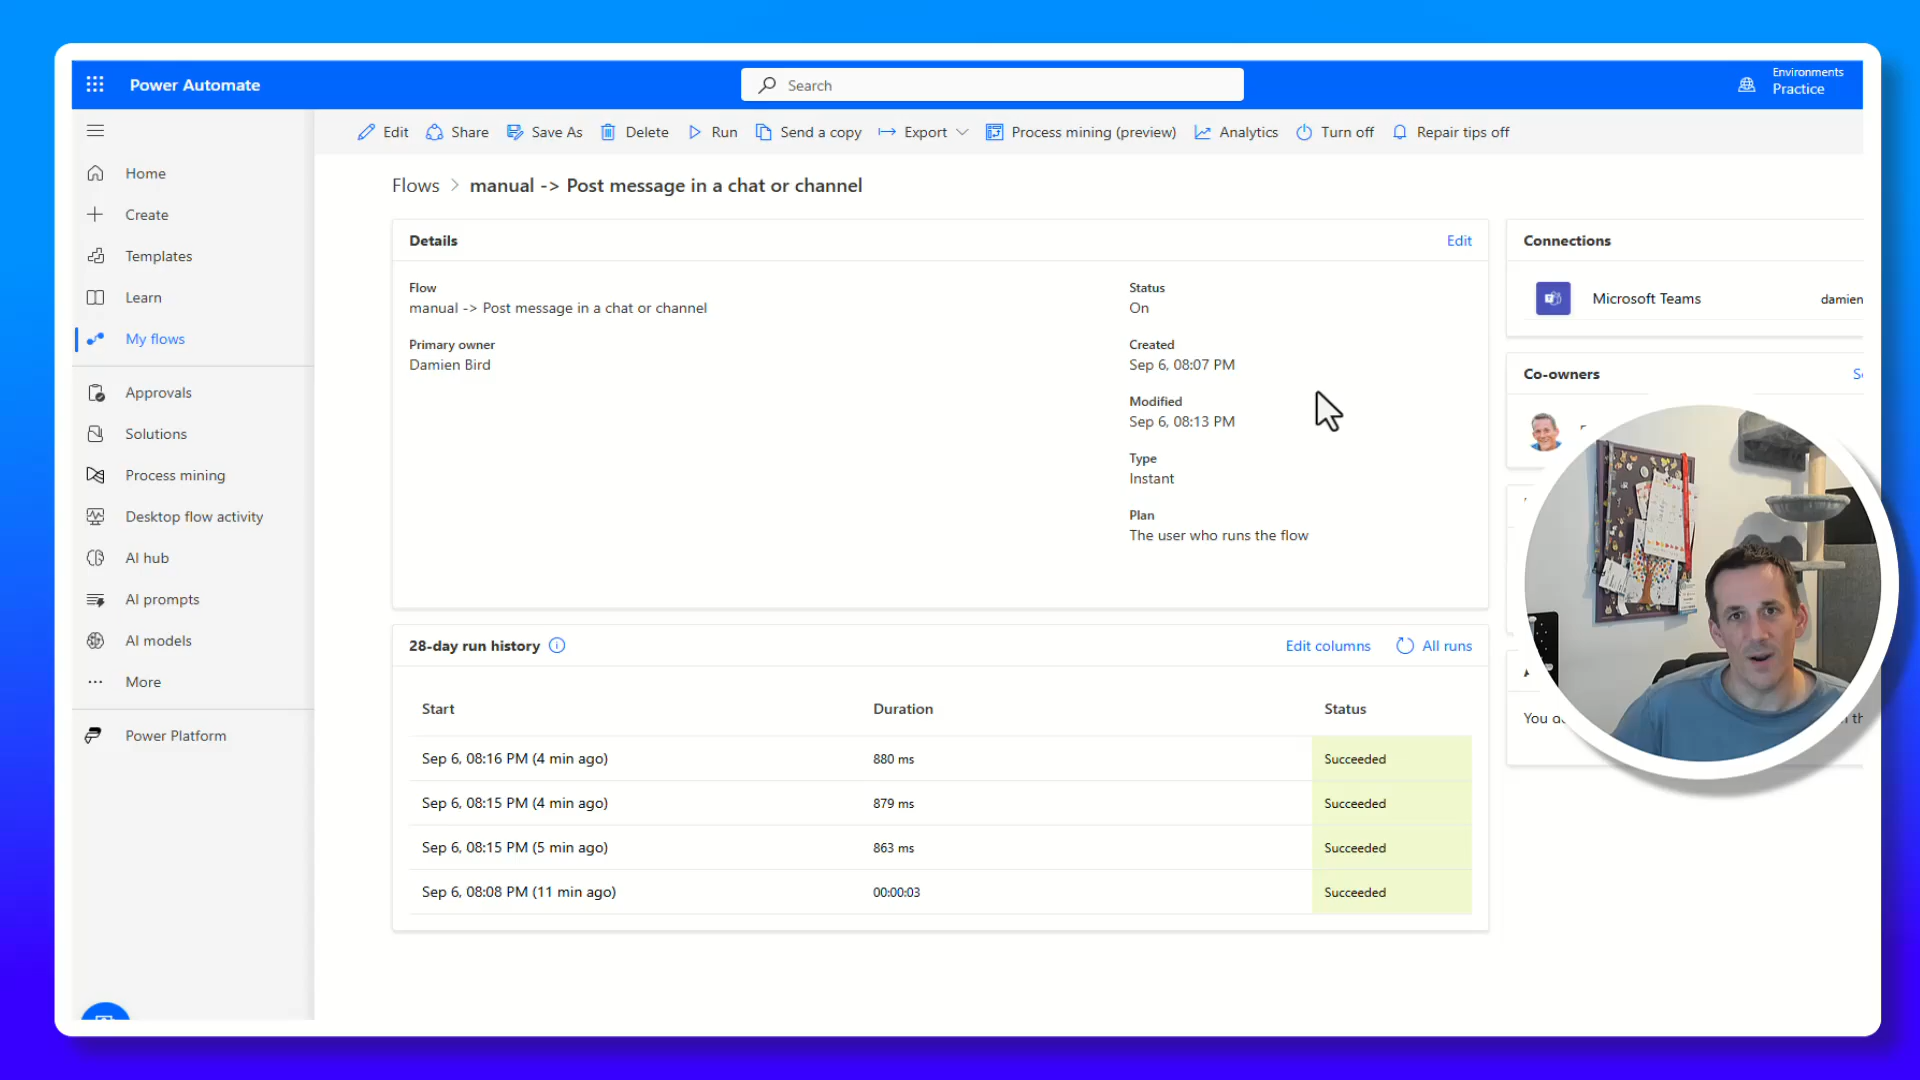 Power Automate
Search
Environments
Practice
Edit
Share
Save As
Delete
Run
Send a copy
Export
Process mining (preview)
Analytics
Turn off
Repair tips off
Home
Create
Templates
Learn
My flows
Approvals
Solutions
Process mining
Desktop flow activity
AI hub
AI prompts
AI models
More
Power Platform
Flows > manual -> Post message in a chat or channel
Details
Edit
Flow
manual -> Post message in a chat or channel
Primary owner
Damien Bird
Status
On
Created
Sep 6, 08:07 PM
Modified
Sep 6, 08:13 PM
Type
Instant
Plan
The user who runs the flow
Connections
Microsoft Teams
damien
Co-owners
You
28-day run history
Edit columns
All runs
Start Duration Status
Sep 6, 08:16 PM (4 min ago) 880 ms Succeeded
Sep 6, 08:15 PM (4 min ago) 879 ms Succeeded
Sep 6, 08:15 PM (5 min ago) 863 ms Succeeded
Sep 6, 08:08 PM (11 min ago) 00:00:03 Succeeded